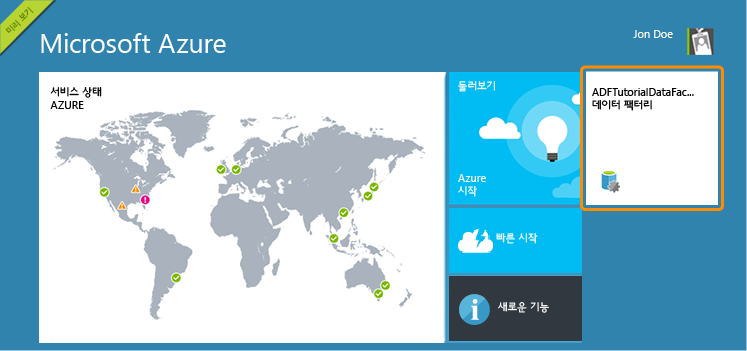 미리 보기
Microsoft Azure
Jon Doe
서비스 상태
AZURE
둘러보기
Azure
시작
빠른 시작
새로운 기능
ADFTutorialDataFac...
데이터 팩터리